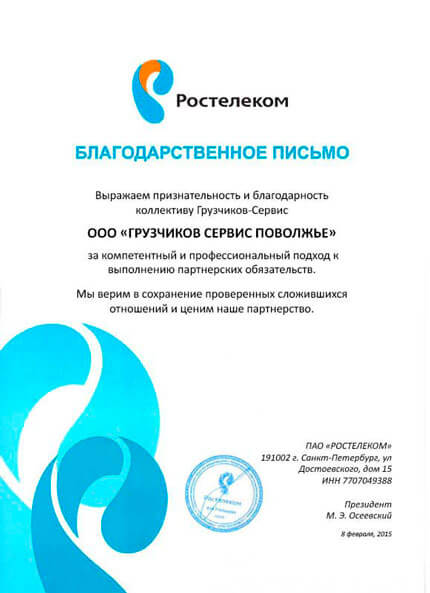 Ростелеком
БЛАГОДАРСТВЕННОЕ ПИСЬМО
Выражаем признательность и благодарность
коллективу Грузчиков-Сервис
ООО «ГРУЗЧИКОВ СЕРВИС ПОВОЛЖЬЕ»
за компетентный и профессиональный подход к
выполнению партнерских обязательств.
Мы верим в сохранение проверенных сложившихся
отношений и ценим наше партнерство.
ПАО «РОСТЕЛЕКОМ»
191002 г. Санкт-Петербург, ул
Достоевского, дом 15
ИНН 7707049388
Ростелеком
Президент
М. Э. Осеевский
8 февраля, 2015